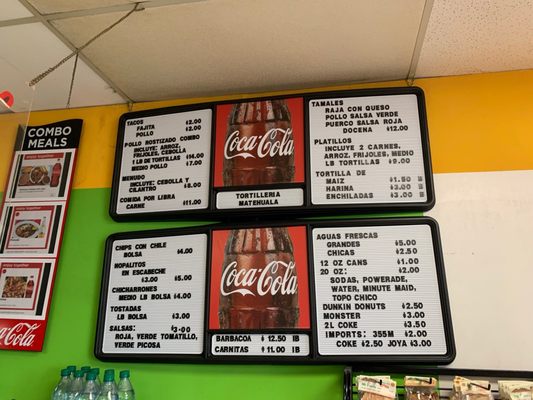 COMBO
MEALS
Coca-Cola
TACOS
FAJITA $2.00
POLLO $2.00
POLLO ROSTIZADO COMBO
INCLUYE: ARROZ,
FRIJOLES, CEBOLLA
Y LB DE TORTILLAS $14.00
MEDIO POLLO $7.00
MENUDO
INCLUYE: CEBOLLA Y
CILANTRO $8.00
COMIDA POR LIBRA
CARNE $11.00
Coca-Cola
TORTILLERIA
MATEHUALA
TAMALES
RAJA CON QUESO
POLLO SALSA VERDE
PUERCO SALSA ROJA
DOCENA $12.00
PLATILLOS
INCLUYE 2 CARNES,
ARROZ, FRIJOLES, MEDIO
LB TORTILLAS $9.00
TORTILLA DE
MAIZ $1.50 LB
HARINA $3.00 LB
ENCHILADAS $3.00 LB
CHIPS CON CHILE
BOLSA $4.00
NOPALITOS
EN ESCABECHE
$3.00 $5.00
CHICHARRONES
MEDIO LB BOLSA $4.00
TOSTADAS
LB BOLSA $3.00
SALSAS: $3.00
ROJA, VERDE TOMATILLO,
VERDE PICOSA
Coca-Cola
BARBACOA $12.50 LB
CARNITAS $11.00 LB
AGUAS FRESCAS
GRANDES $5.00
CHICAS $2.50
12 OZ CANS $1.00
20 OZ: $2.00
SODAS, POWERADE,
WATER, MINUTE MAID,
TOPO CHICO
DUNKIN DONUTS $2.50
MONSTER $3.00
2L COKE $3.50
IMPORTS: 355M $2.00
COKE $2.50 JOYA $3.00